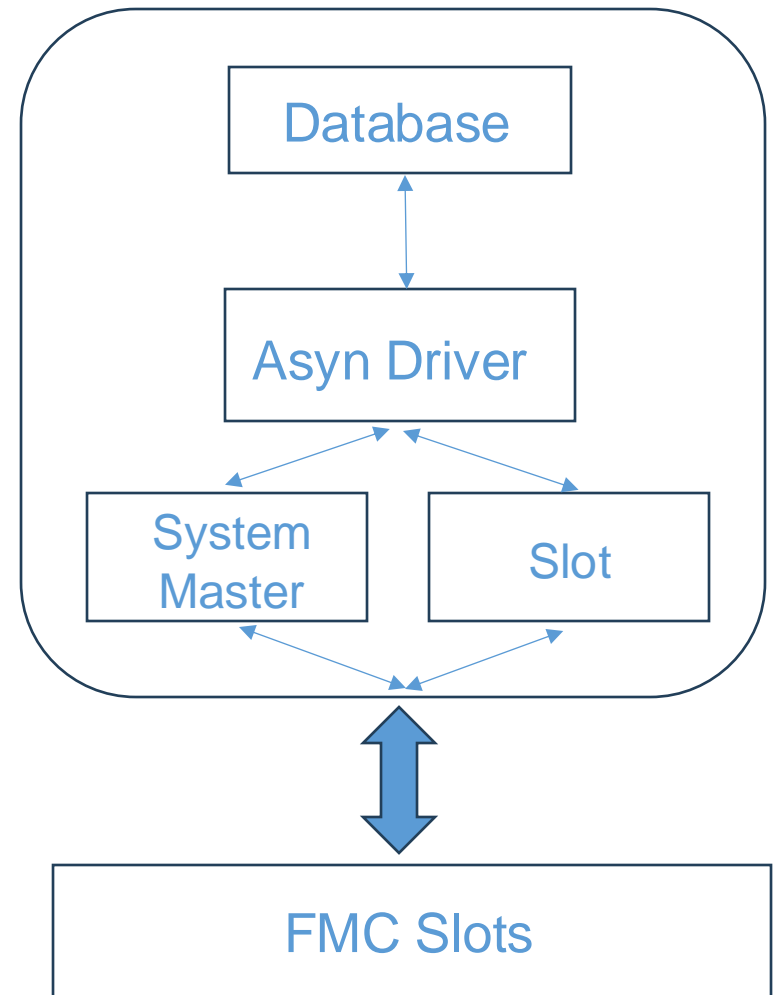 Database
Asyn Driver
System
Master
Slot
FMC Slots